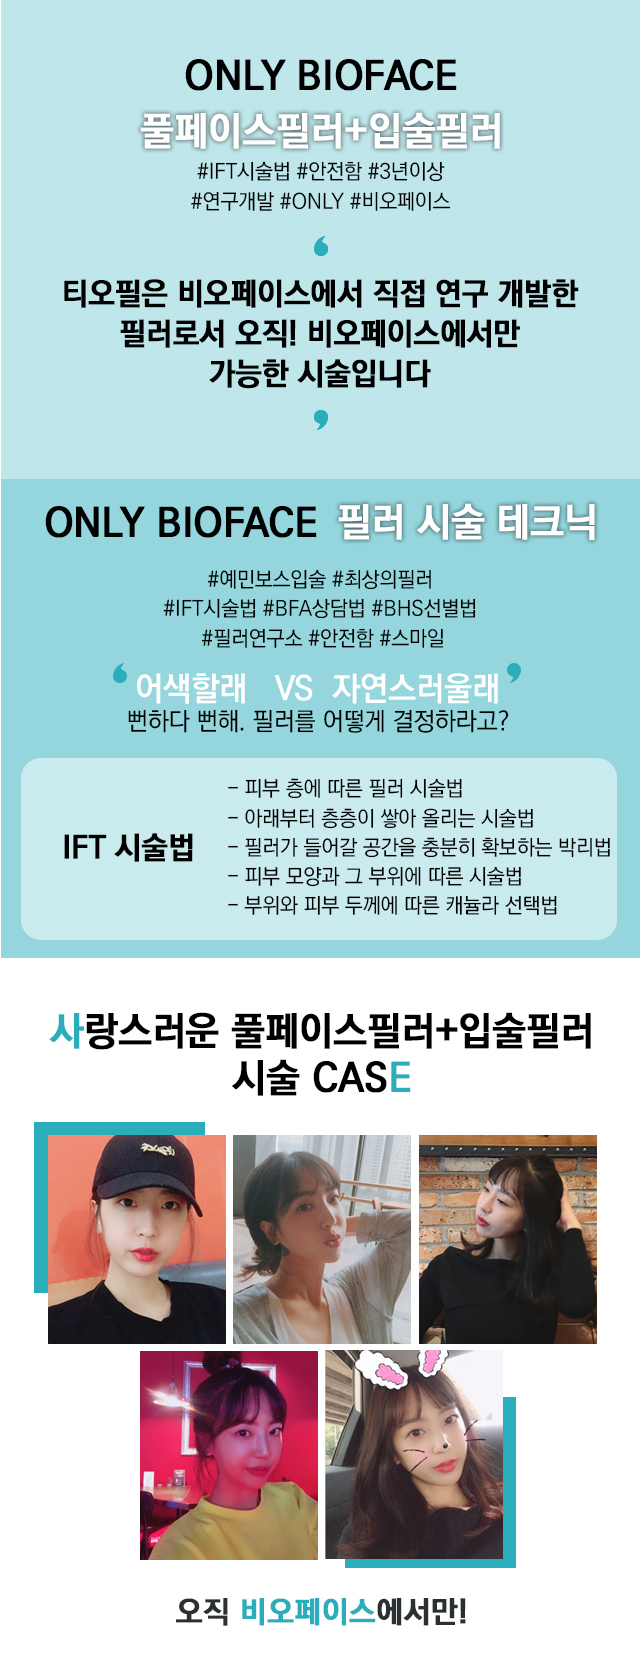 ONLY BIOFACE
풀페이스필러+입술필러
#IFT시술법 #안전함 #3년이상
#연구개발 #ONLY #비오페이스
‘
티오필은 비오페이스에서 직접 연구 개발한
필러로서 오직! 비오페이스에서만
가능한 시술입니다
’
ONLY BIOFACE 필러 시술 테크닉
#예민보스입술 #최상의필러
#IFT시술법 #BFA상담법 #BHS선별법
#필러연구소 #안전함 #스마일
‘어색할래 VS 자연스러울래’
뻔하다 뻔해. 필러를 어떻게 결정하라고?
IFT 시술법
- 피부 층에 따른 필러 시술법
- 아래부터 층층이 쌓아 올리는 시술법
- 필러가 들어갈 공간을 충분히 확보하는 박리법
- 피부 모양과 그 부위에 따른 시술법
- 부위와 피부 두께에 따른 캐뉼라 선택법
사랑스러운 풀페이스필러+입술필러
시술 CASE
오직 비오페이스에서만!